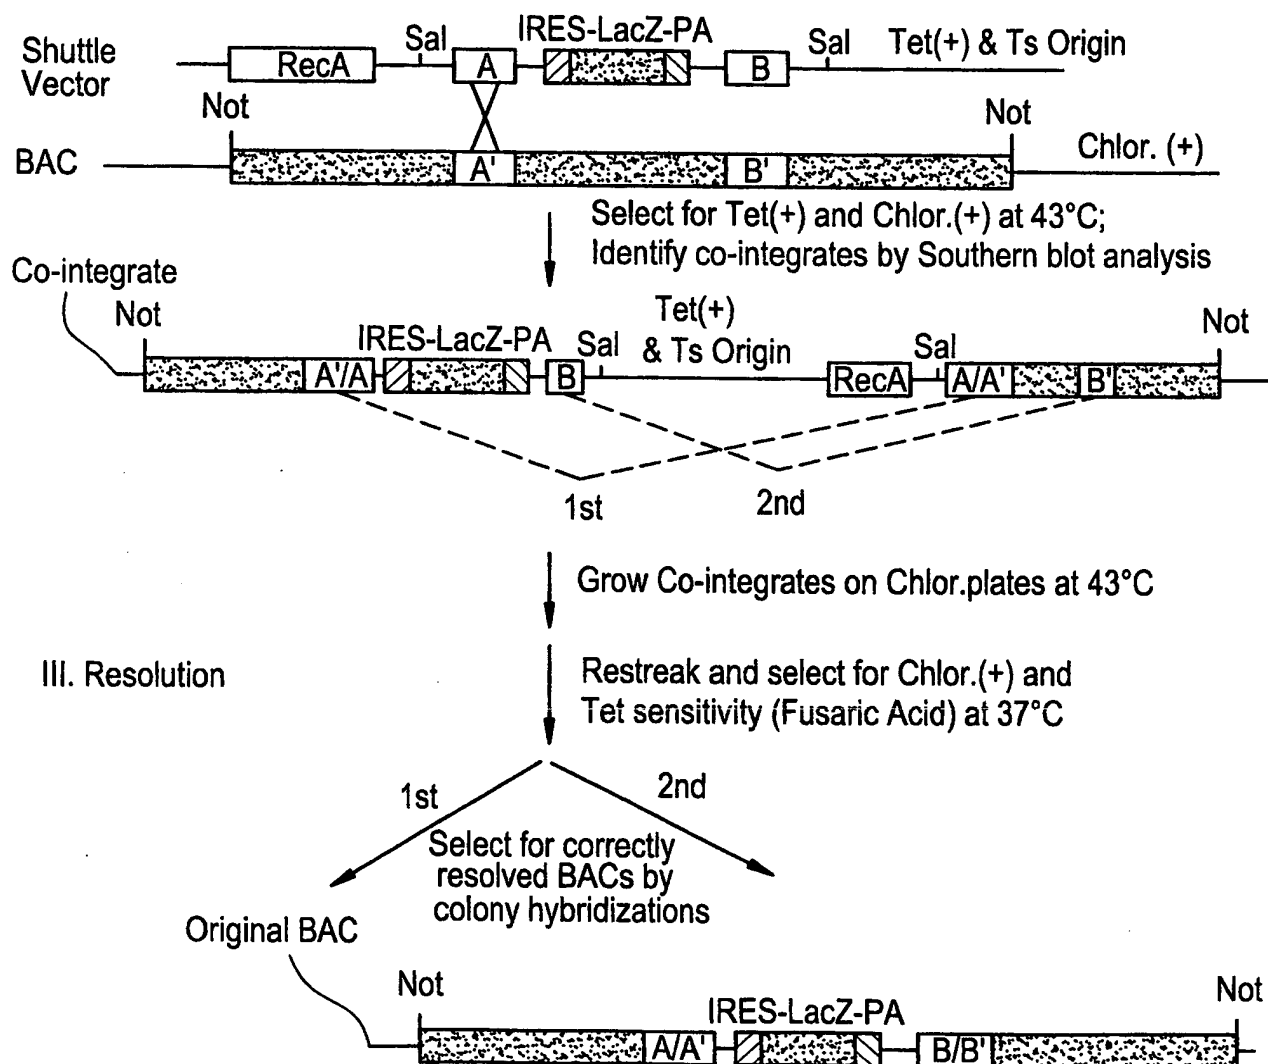 Shuttle
Vector
RecA
Sal
A
IRES-LacZ-PA
B
Sal
Tet(+) & Ts Origin
Not
Not
BAC
A'
B'
Chlor. (+)
Select for Tet(+) and Chlor.(+) at 43°C;
Identify co-integrates by Southern blot analysis
Co-integrate
Not
IRES-LacZ-PA
Sal
Tet(+)
& Ts Origin
Sal
Not
A'/A
B
RecA
A/A'
B'
1st
2nd
Grow Co-integrates on Chlor.plates at 43°C
III. Resolution
Restreak and select for Chlor.(+) and
Tet sensitivity (Fusaric Acid) at 37°C
1st
2nd
Select for correctly
resolved BACs by
colony hybridizations
Original BAC
Not
IRES-LacZ-PA
Not
A/A'
B/B'